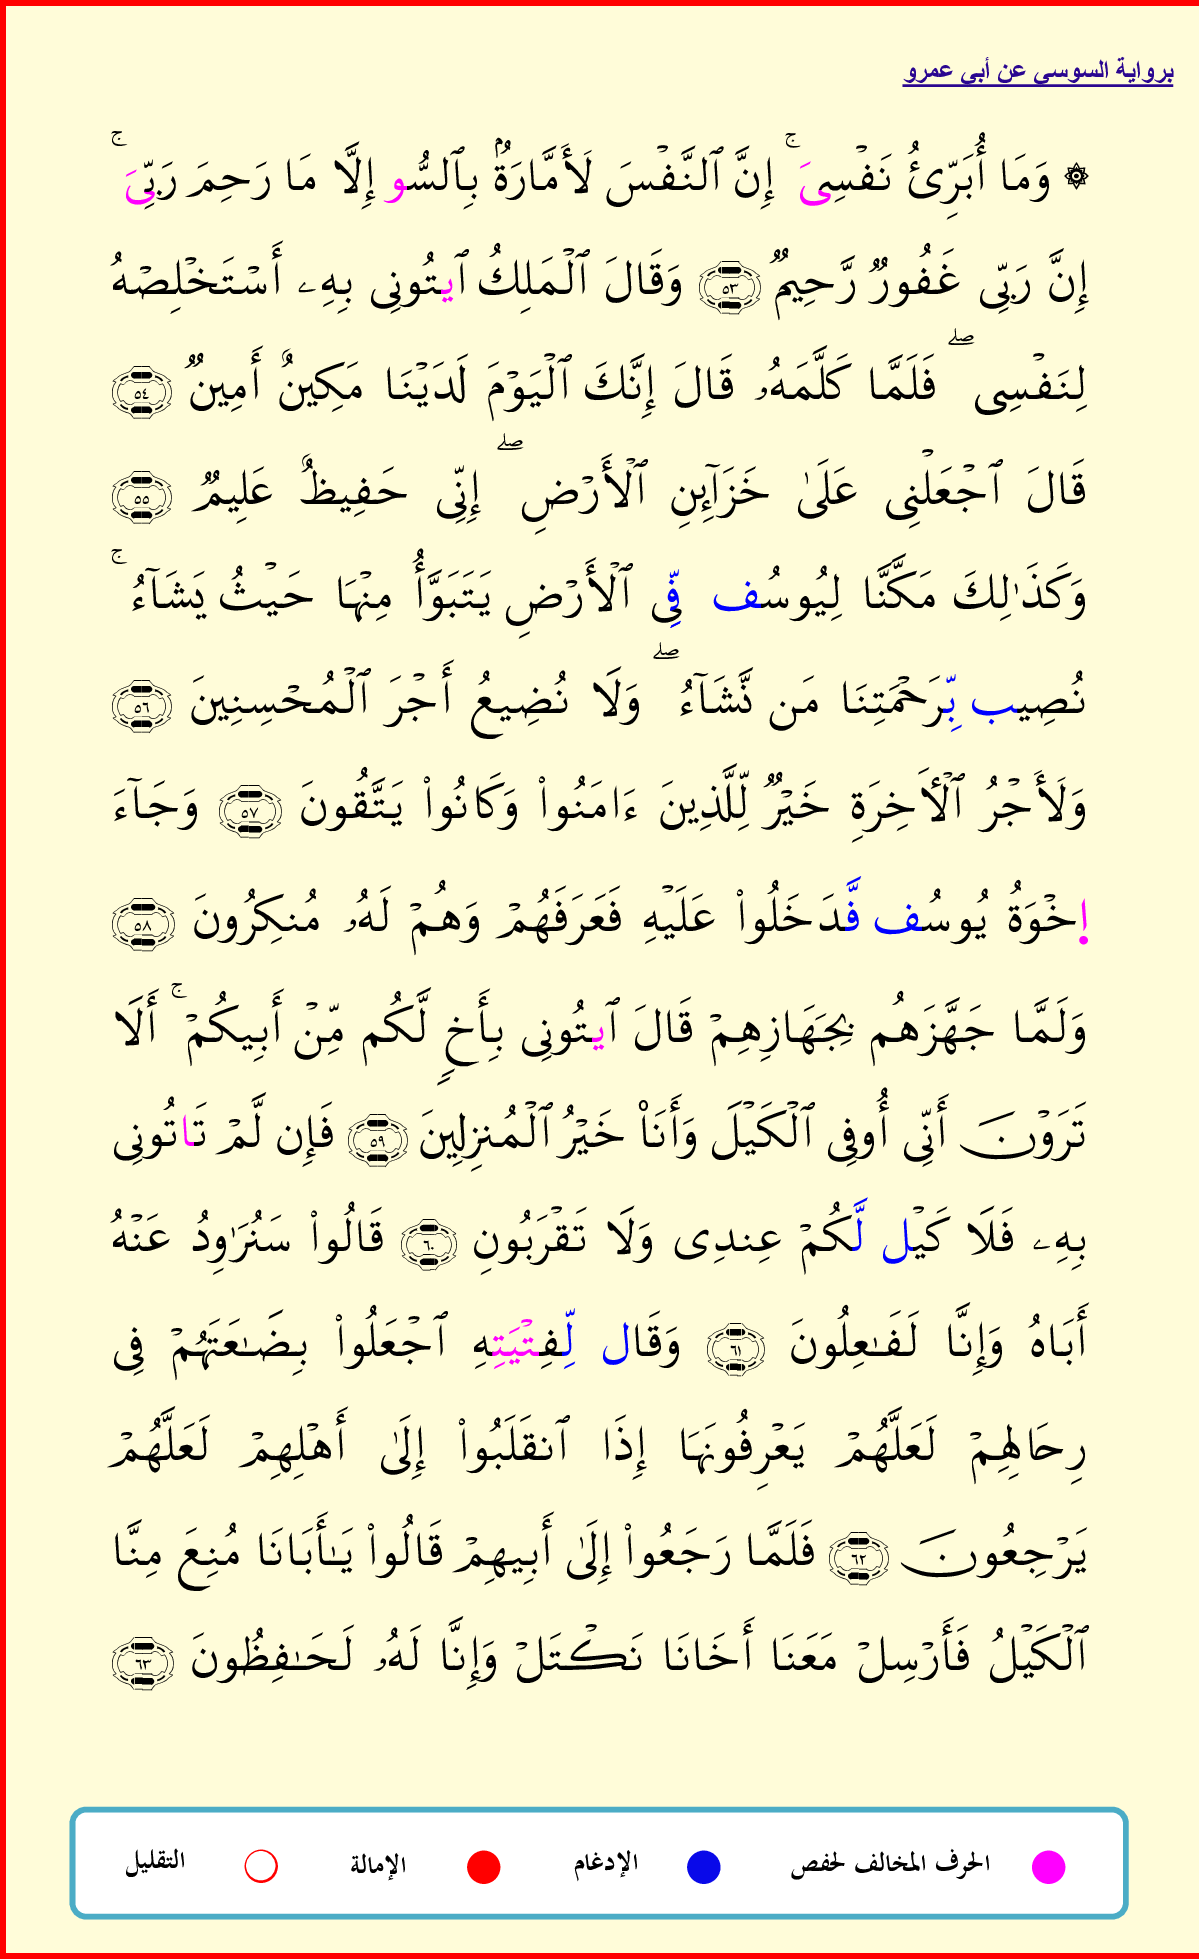 برواية السوسي عن أبي عمرو
۞ وَمَا أُبَرِّئُ نَفْسِىَ ۚ إِنَّ ٱلنَّفْسَ لَأَمَّارَةٌۢ بِٱلسُّو إِلَّا مَا رَحِمَ رَبِّىَ ۚ
إِنَّ رَبِّى غَفُورٌ رَّحِيمٌ ٥٣ وَقَالَ ٱلْمَلِكُ ٱيتُونِى بِهِۦ أَسْتَخْلِصْهُ
لِنَفْسِى ۖ فَلَمَّا كَلَّمَهُۥ قَالَ إِنَّكَ ٱلْيَوْمَ لَدَيْنَا مَكِينٌ أَمِينٌ ٥٤
قَالَ ٱجْعَلْنِى عَلَىٰ خَزَآئِنِ ٱلْأَرْضِ ۖ إِنِّى حَفِيظٌ عَلِيمٌ ٥٥
وَكَذَٰلِكَ مَكَّنَّا لِيُوسُف فِّى ٱلْأَرْضِ يَتَبَوَّأُ مِنْهَا حَيْثُ يَشَآءُ ۚ
نُصِيب بِّرَحْمَتِنَا مَن نَّشَآءُ ۖ وَلَا نُضِيعُ أَجْرَ ٱلْمُحْسِنِينَ ٥٦
وَلَأَجْرُ ٱلْأَخِرَةِ خَيْرٌ لِّلَّذِينَ ءَامَنُوا۟ وَكَانُوا۟ يَتَّقُونَ ٥٧ وَجَآءَ
اِ۪خْوَةُ يُوسُف فَّدَخَلُوا۟ عَلَيْهِ فَعَرَفَهُمْ وَهُمْ لَهُۥ مُنكِرُونَ ٥٨
وَلَمَّا جَهَّزَهُم بِجَهَازِهِمْ قَالَ ٱيتُونِى بِأَخٍ لَّكُم مِّنْ أَبِيكُمْ ۚ أَلَا
تَرَوْنَ أَنِّى أُوفِى ٱلْكَيْلَ وَأَنَا۠ خَيْرُ ٱلْمُنزِلِينَ ٥٩ فَإِن لَّمْ تَاتُونِى
بِهِۦ فَلَا كَيْل لَّكُمْ عِندِى وَلَا تَقْرَبُونِ ٦٠ قَالُوا۟ سَنُرَٰوِدُ عَنْهُ
أَبَاهُ وَإِنَّا لَفَـٰعِلُونَ ٦١ وَقَال لِّفِتْيَتِهِ ٱجْعَلُوا۟ بِضَـٰعَتَهُمْ فِى
رِحَالِهِمْ لَعَلَّهُمْ يَعْرِفُونَهَا إِذَا ٱنقَلَبُوا۟ إِلَىٰ أَهْلِهِمْ لَعَلَّهُمْ
يَرْجِعُونَ ٦٢ فَلَمَّا رَجَعُوا۟ إِلَىٰ أَبِيهِمْ قَالُوا۟ يَـٰٓأَبَانَا مُنِعَ مِنَّا
ٱلْكَيْلُ فَأَرْسِلْ مَعَنَا أَخَانَا نَكْتَلْ وَإِنَّا لَهُۥ لَحَـٰفِظُونَ ٦٣
الحرف المخالف لحفص الإدغام الإمالة التقليل